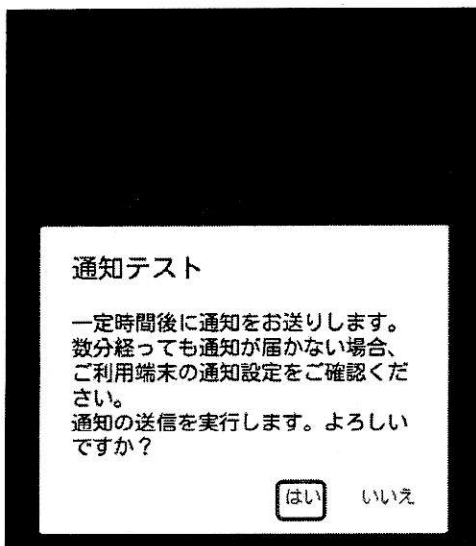 通知テスト
一定時間後に通知をお送りします。
数分経っても通知が届かない場合、
ご利用端末の通知設定をご確認くだ
さい。
通知の送信を実行します。よろしい
ですか？
はい いいえ